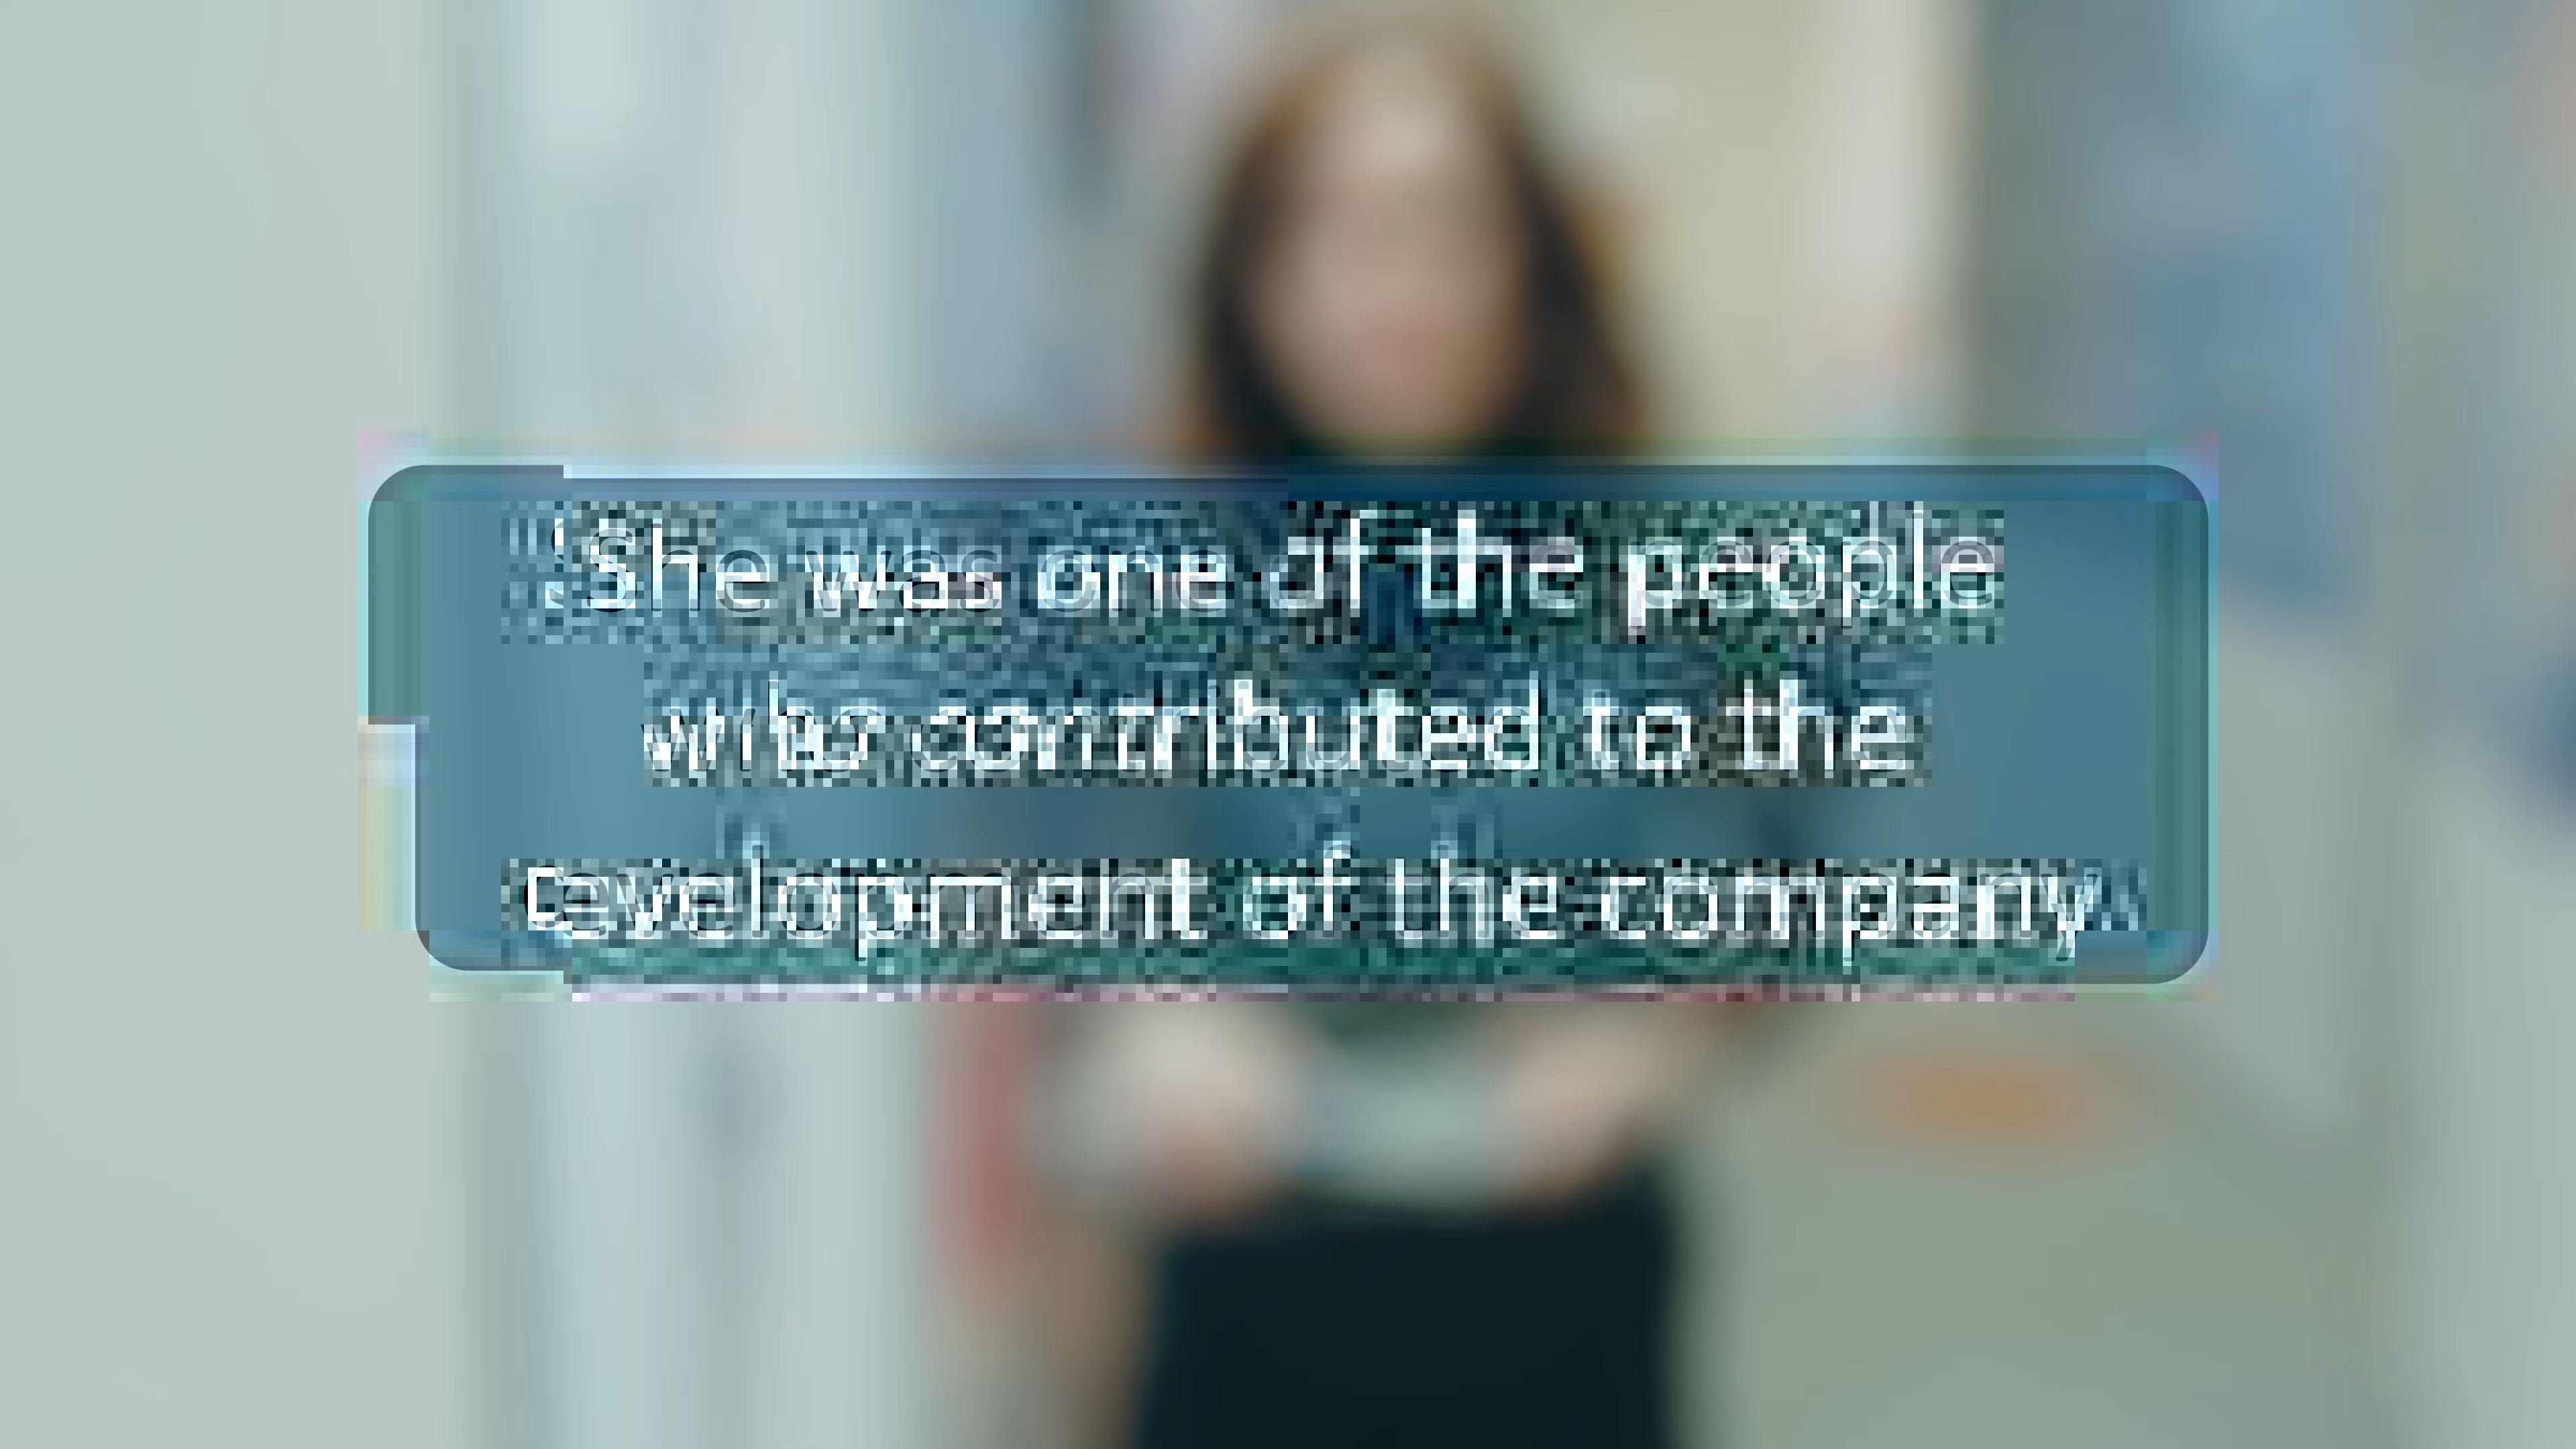 She was one of the people
who contributed to the
development of the company